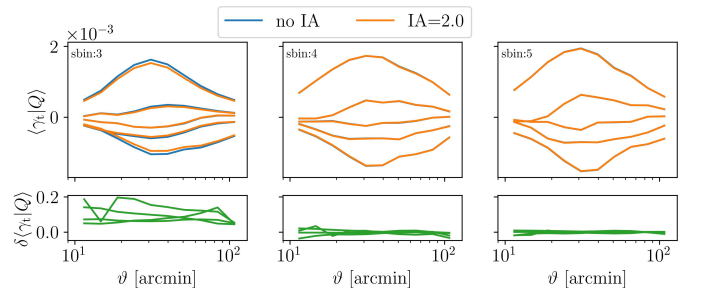 no IA IA=2.0
×10⁻³
sbin:3 sbin:4 sbin:5
2
⟨γₜ|Q⟩
0
0.2
δ⟨γₜ|Q⟩
0.0
10¹ 10² 10¹ 10² 10¹ 10²
ϑ [arcmin] ϑ [arcmin] ϑ [arcmin]